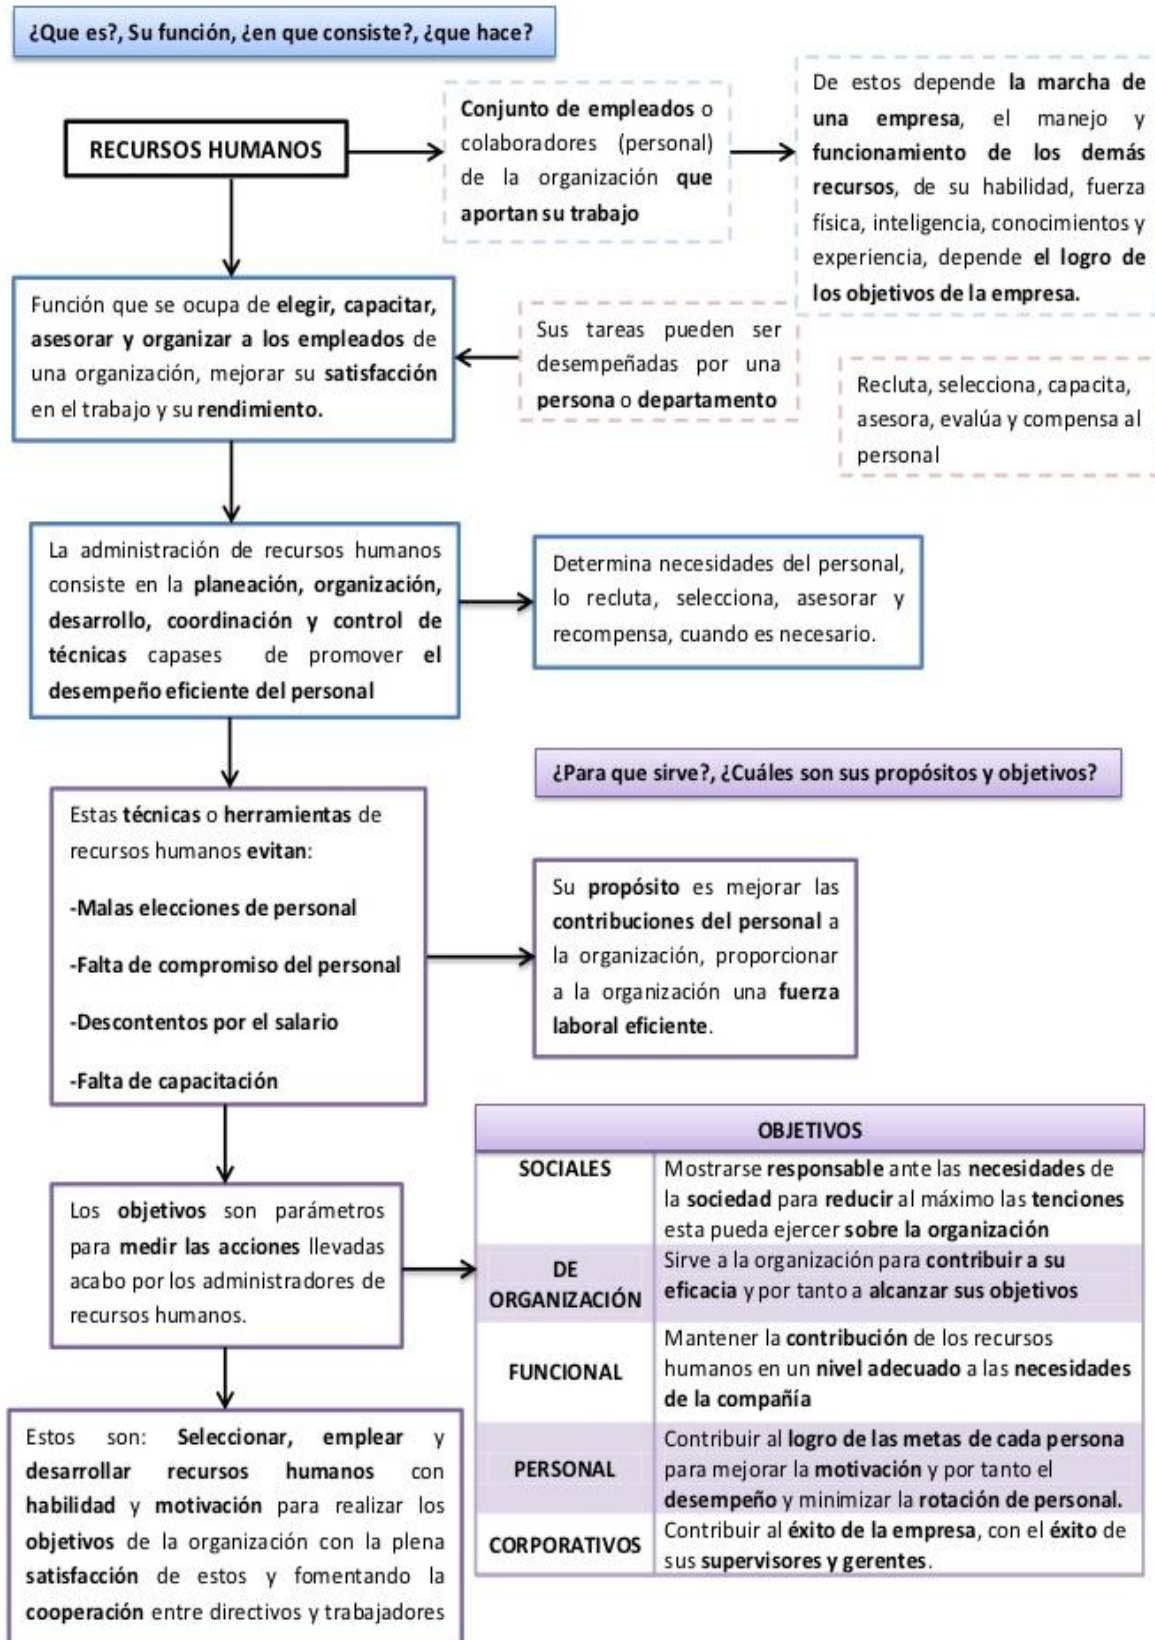 ¿Que es?, Su función, ¿en que consiste?, ¿que hace?
RECURSOS HUMANOS
Conjunto de empleados o
colaboradores (personal)
de la organización que
aportan su trabajo
De estos depende la marcha de
una empresa, el manejo y
funcionamiento de los demás
recursos, de su habilidad, fuerza
física, inteligencia, conocimientos y
experiencia, depende el logro de
los objetivos de la empresa.
Función que se ocupa de elegir, capacitar,
asesorar y organizar a los empleados de
una organización, mejorar su satisfacción
en el trabajo y su rendimiento.
Sus tareas pueden ser
desempeñadas por una
persona o departamento
Recluta, selecciona, capacita,
asesora, evalúa y compensa al
personal
La administración de recursos humanos
consiste en la planeación, organización,
desarrollo, coordinación y control de
técnicas capases de promover el
desempeño eficiente del personal
Determina necesidades del personal,
lo recluta, selecciona, asesorar y
recompensa, cuando es necesario.
¿Para que sirve?, ¿Cuáles son sus propósitos y objetivos?
Estas técnicas o herramientas de
recursos humanos evitan:
-Malas elecciones de personal
-Falta de compromiso del personal
-Descontentos por el salario
-Falta de capacitación
Su propósito es mejorar las
contribuciones del personal a
la organización, proporcionar
a la organización una fuerza
laboral eficiente.
Los objetivos son parámetros
para medir las acciones llevadas
acabo por los administradores de
recursos humanos.
OBJETIVOS
SOCIALES
Mostrarse responsable ante las necesidades de
la sociedad para reducir al máximo las tenciones
esta pueda ejercer sobre la organización
DE
ORGANIZACIÓN
Sirve a la organización para contribuir a su
eficacia y por tanto a alcanzar sus objetivos
FUNCIONAL
Mantener la contribución de los recursos
humanos en un nivel adecuado a las necesidades
de la compañía
PERSONAL
Contribuir al logro de las metas de cada persona
para mejorar la motivación y por tanto el
desempeño y minimizar la rotación de personal.
CORPORATIVOS
Contribuir al éxito de la empresa, con el éxito de
sus supervisores y gerentes.
Estos son: Seleccionar, emplear y
desarrollar recursos humanos con
habilidad y motivación para realizar los
objetivos de la organización con la plena
satisfacción de estos y fomentando la
cooperación entre directivos y trabajadores